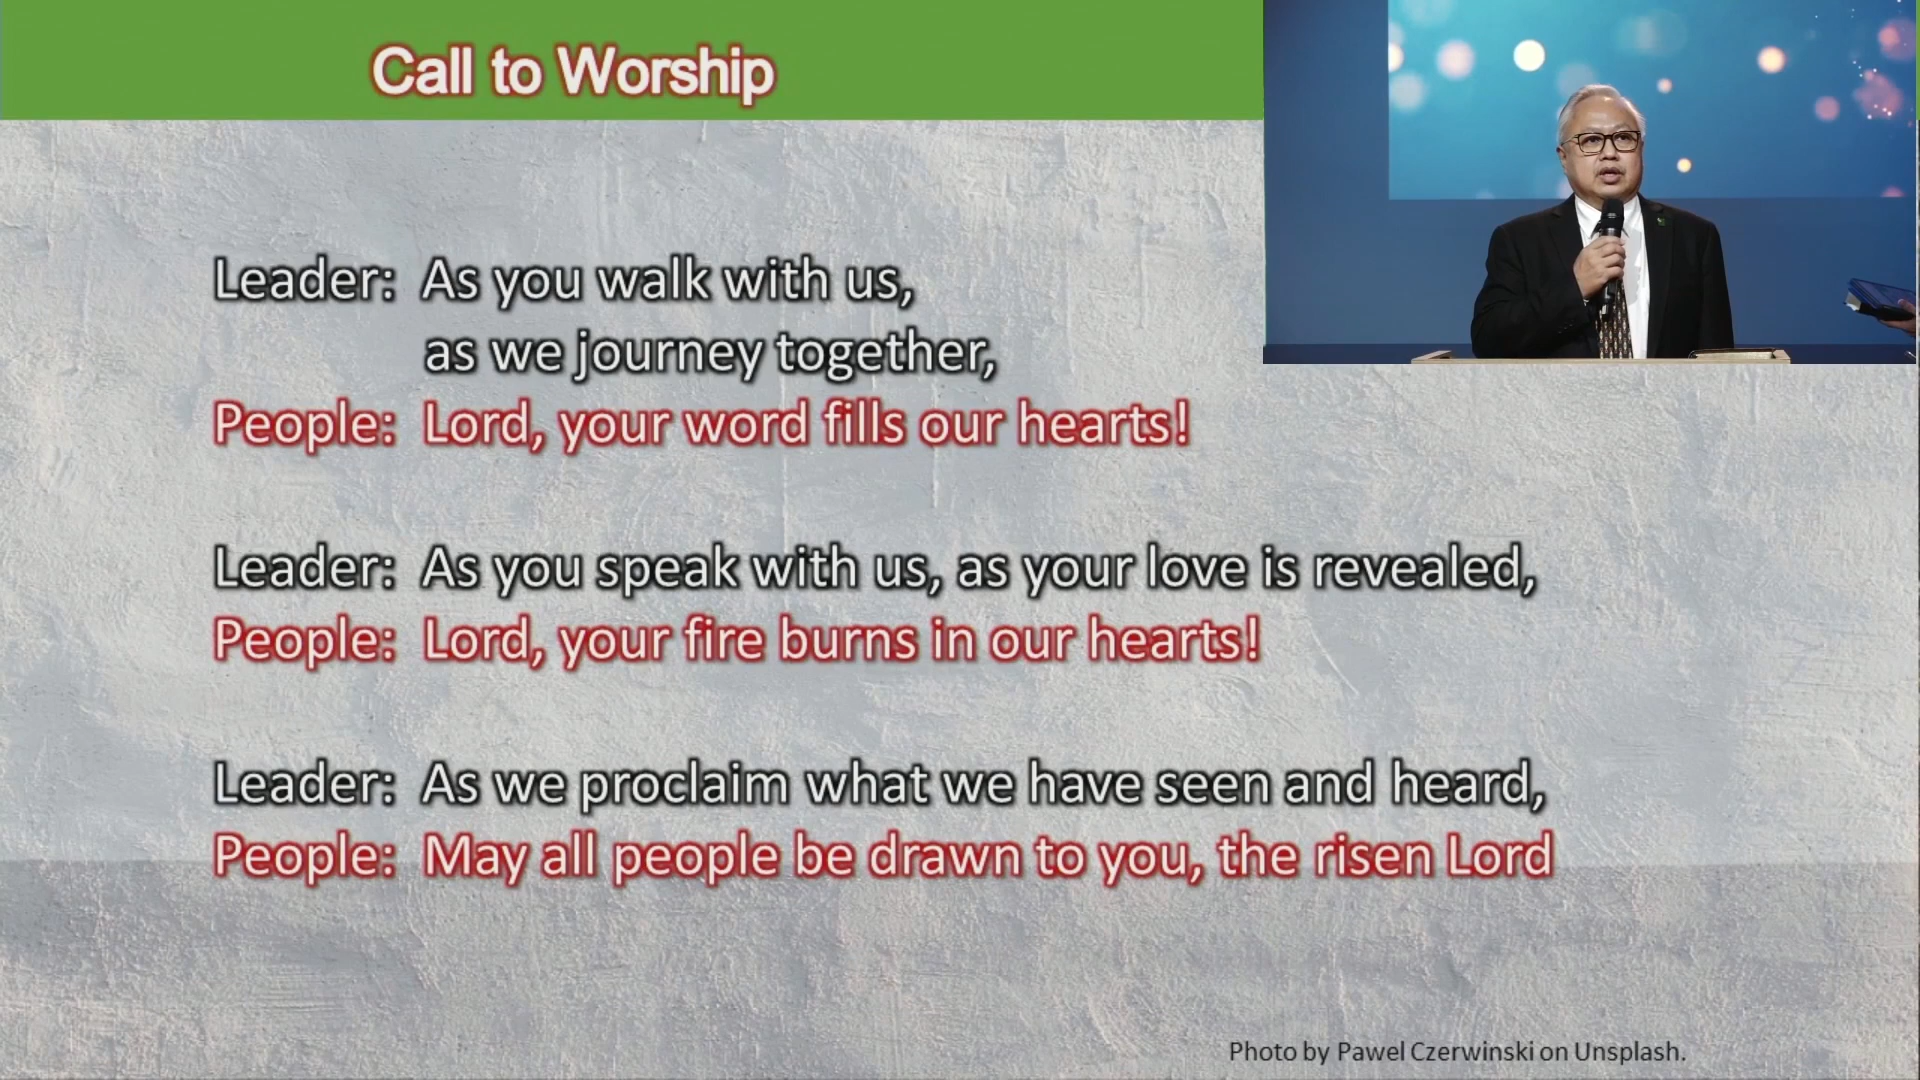 Call to Worship
Leader: As you walk with us,
as we journey together,
People: Lord, your word fills our hearts!
Leader: As you speak with us, as your love is revealed,
People: Lord, your fire burns in our hearts!
Leader: As we proclaim what we have seen and heard,
People: May all people be drawn to you, the risen Lord
Photo by Pawel Czerwinski on Unsplash.